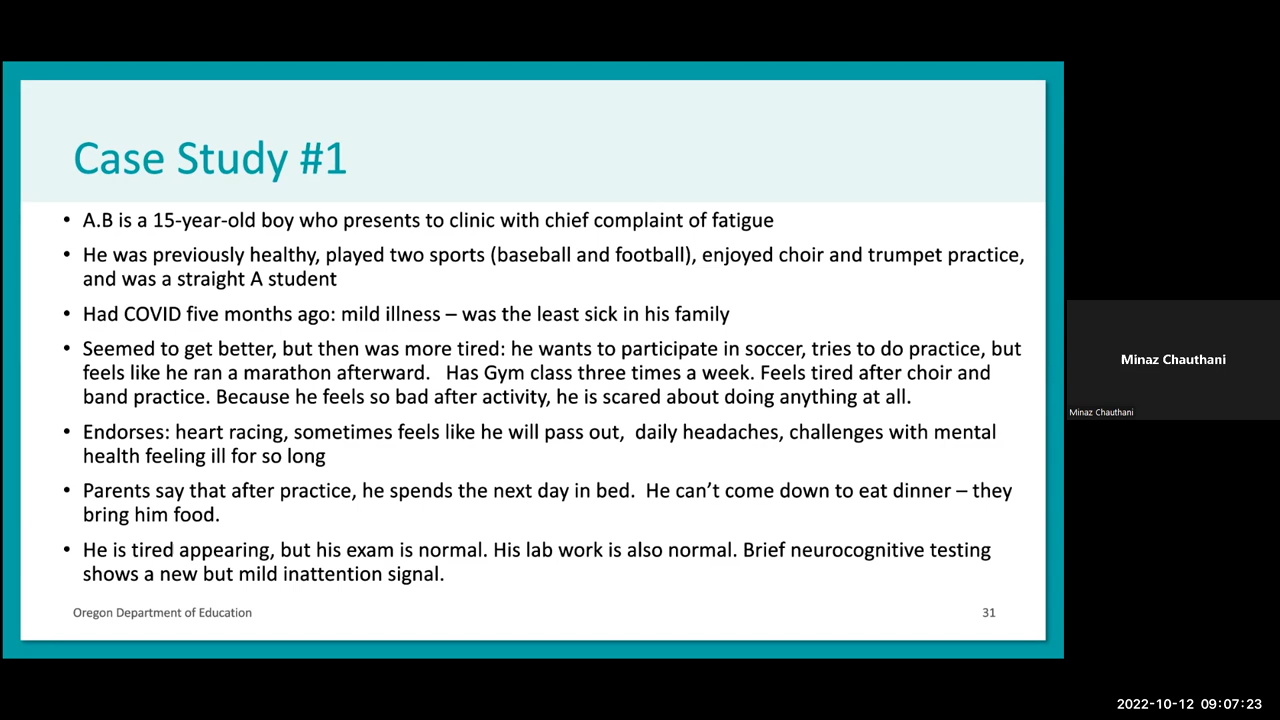 Case Study #1
• A.B is a 15-year-old boy who presents to clinic with chief complaint of fatigue
• He was previously healthy, played two sports (baseball and football), enjoyed choir and trumpet practice,
and was a straight A student
• Had COVID five months ago: mild illness – was the least sick in his family
• Seemed to get better, but then was more tired: he wants to participate in soccer, tries to do practice, but
feels like he ran a marathon afterward.   Has Gym class three times a week. Feels tired after choir and
band practice. Because he feels so bad after activity, he is scared about doing anything at all.
• Endorses: heart racing, sometimes feels like he will pass out,  daily headaches, challenges with mental
health feeling ill for so long
• Parents say that after practice, he spends the next day in bed.  He can’t come down to eat dinner – they
bring him food.
• He is tired appearing, but his exam is normal. His lab work is also normal. Brief neurocognitive testing
shows a new but mild inattention signal.
Oregon Department of Education
31
Minaz Chauthani
Minaz Chauthani
2022-10-12 09:07:23